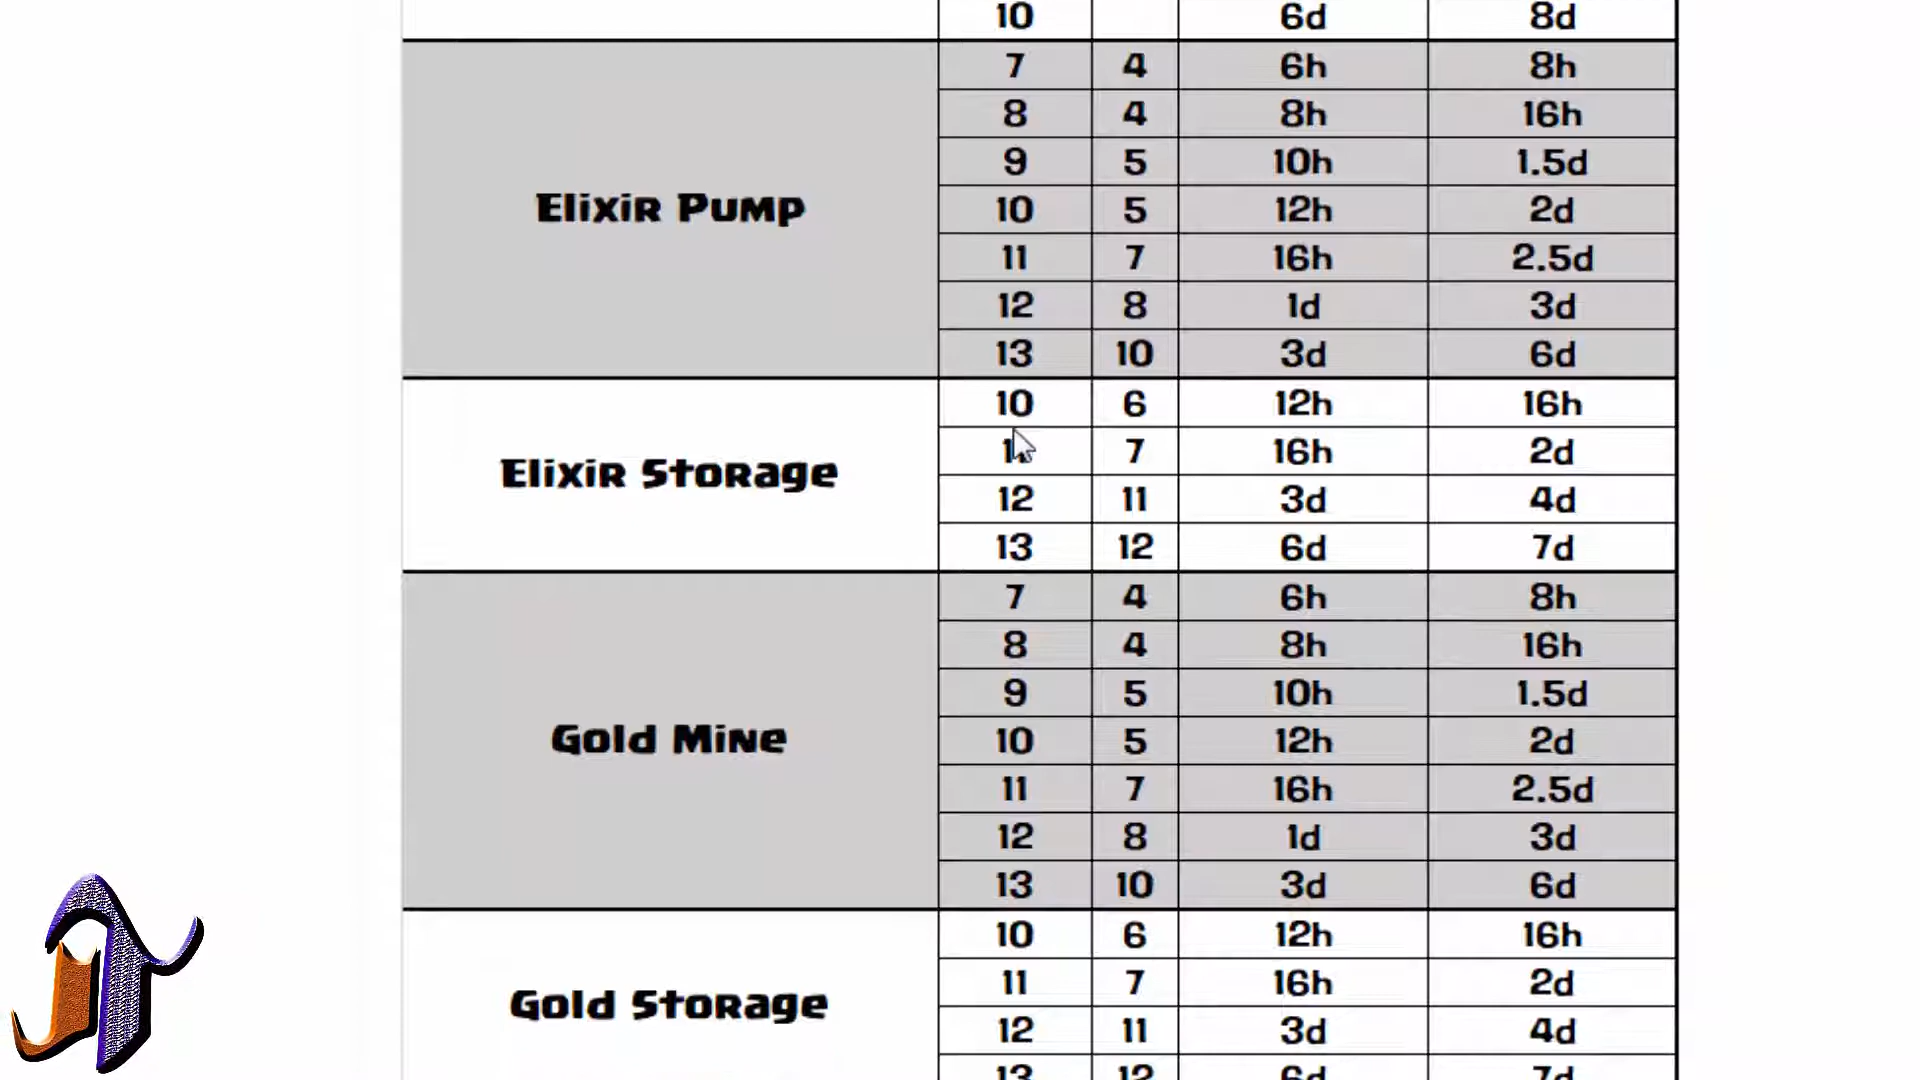 10 6d 8d
7 4 6h 8h
8 4 8h 16h
9 5 10h 1.5d
Elixir Pump
10 5 12h 2d
11 7 16h 2.5d
12 8 1d 3d
13 10 3d 6d
10 6 12h 16h
7 16h 2d
Elixir Storage
12 11 3d 4d
13 12 6d 7d
7 4 6h 8h
8 4 8h 16h
9 5 10h 1.5d
Gold Mine
10 5 12h 2d
11 7 16h 2.5d
12 8 1d 3d
13 10 3d 6d
10 6 12h 16h
11 7 16h 2d
Gold Storage
12 11 3d 4d
13 12 6d 7d